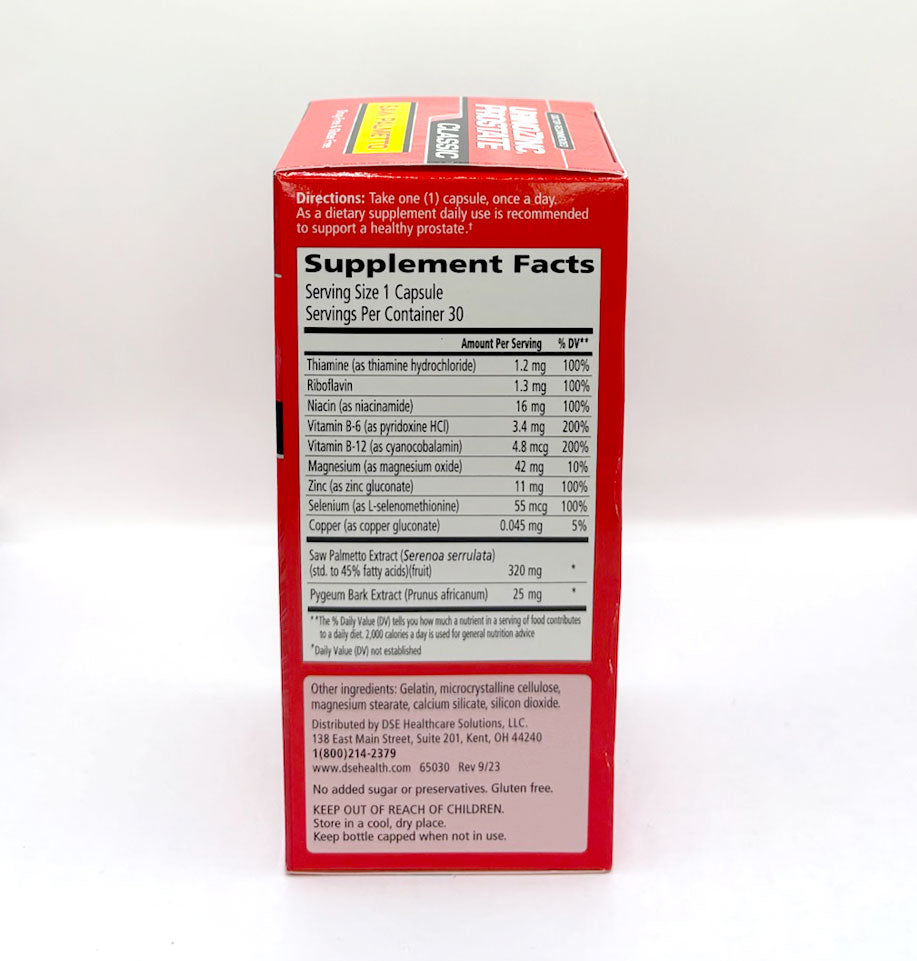 URINOZINC
PROSTATE
CLASSIC
SAW PALMETTO
Directions: Take one (1) capsule, once a day.
As a dietary supplement daily use is recommended
to support a healthy prostate.†
Supplement Facts
Serving Size 1 Capsule
Servings Per Container 30
Amount Per Serving % DV**
Thiamine (as thiamine hydrochloride) 1.2 mg 100%
Riboflavin 1.3 mg 100%
Niacin (as niacinamide) 16 mg 100%
Vitamin B-6 (as pyridoxine HCl) 3.4 mg 200%
Vitamin B-12 (as cyanocobalamin) 4.8 mcg 200%
Magnesium (as magnesium oxide) 42 mg 10%
Zinc (as zinc gluconate) 11 mg 100%
Selenium (as L-selenomethionine) 55 mcg 100%
Copper (as copper gluconate) 0.045 mg 5%
Saw Palmetto Extract (Serenoa serrulata)
(std. to 45% fatty acids)(fruit) 320 mg *
Pygeum Bark Extract (Prunus africanum) 25 mg *
**The % Daily Value (DV) tells you how much a nutrient in a serving of food contributes
to a daily diet. 2,000 calories a day is used for general nutrition advice
*Daily Value (DV) not established
Other ingredients: Gelatin, microcrystalline cellulose,
magnesium stearate, calcium silicate, silicon dioxide.
Distributed by DSE Healthcare Solutions, LLC.
138 East Main Street, Suite 201, Kent, OH 44240
1(800)214-2379
www.dsehealth.com 65030 Rev 9/23
No added sugar or preservatives. Gluten free.
KEEP OUT OF REACH OF CHILDREN.
Store in a cool, dry place.
Keep bottle capped when not in use.